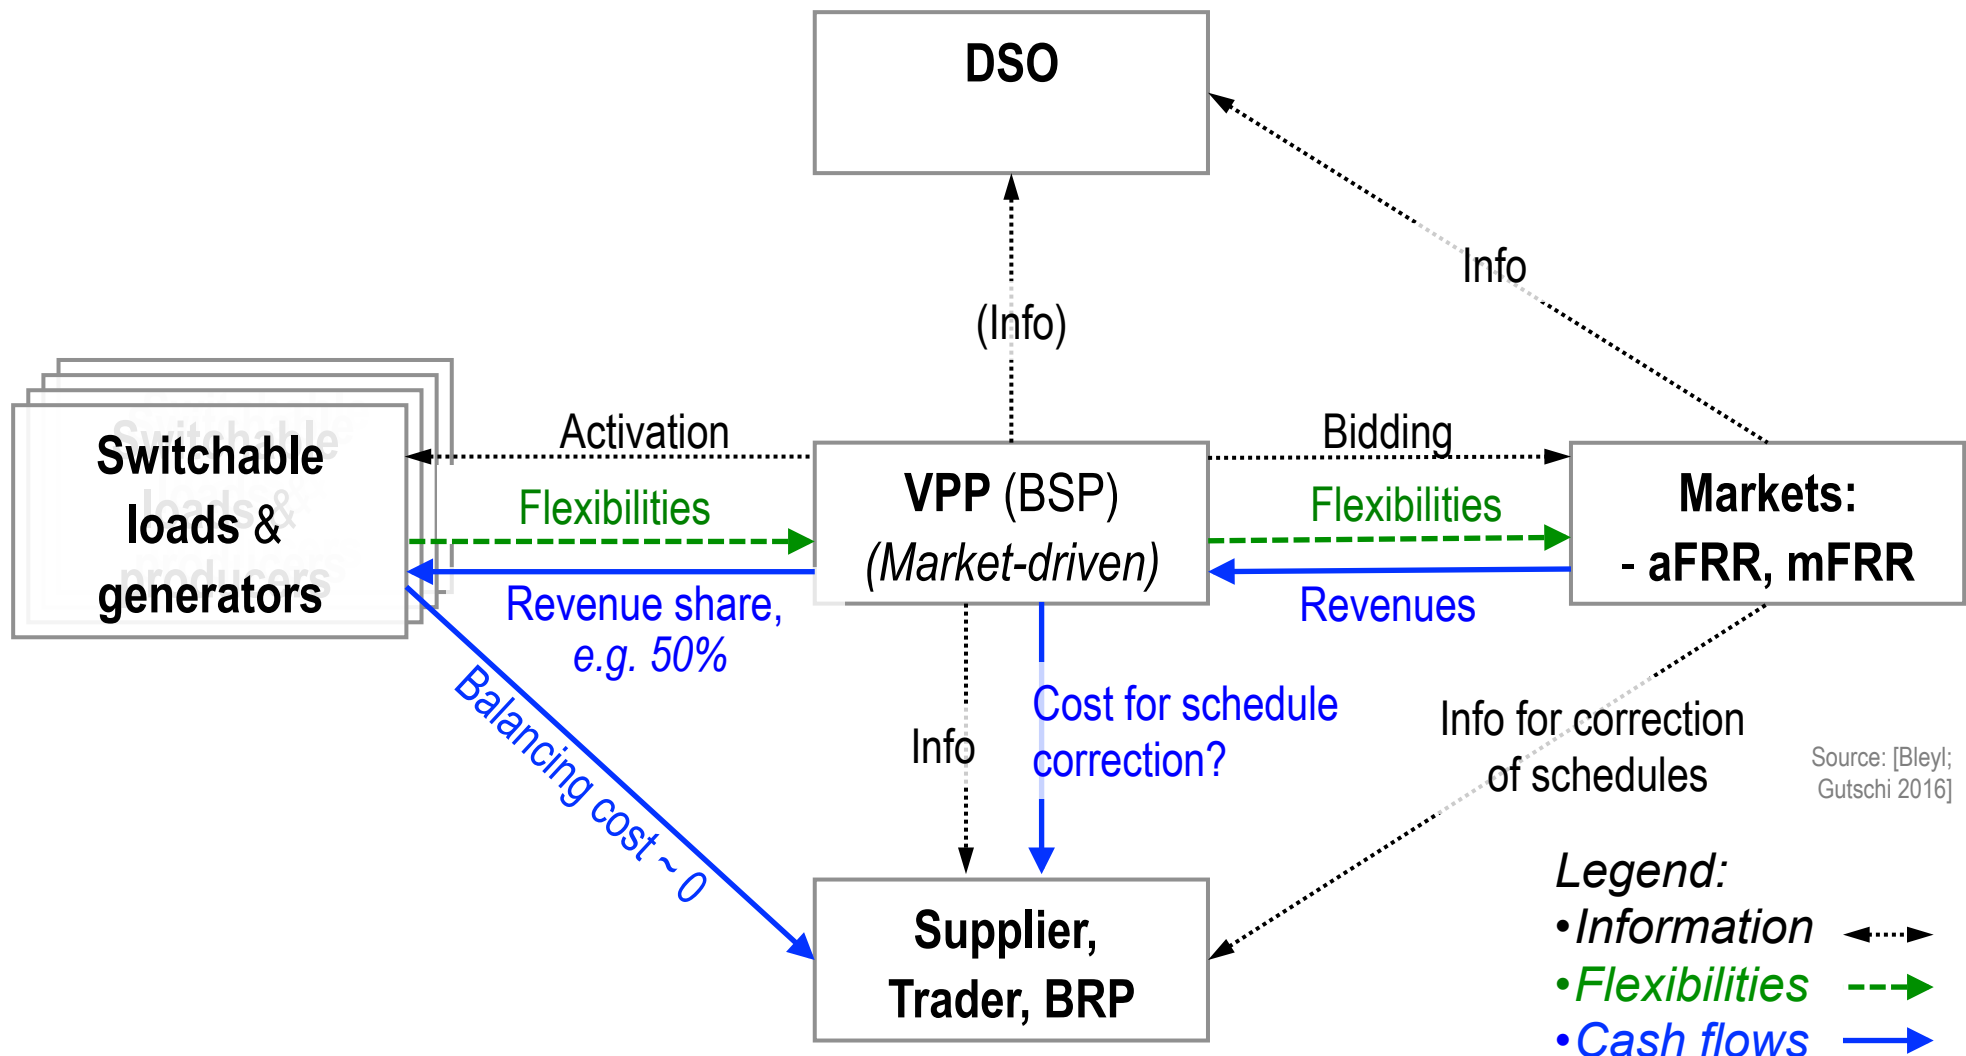 DSO
Info
(Info)
Activation
Bidding
Switchable
loads &
generators
producers
Flexibilities
VPP (BSP)
(Market-driven)
Flexibilities
Markets:
- aFRR, mFRR
Revenue share,
e.g. 50%
Revenues
Balancing cost ~ 0
Info
Cost for schedule
correction?
Info for correction
of schedules
Source: [Bleyl;
Gutschi 2016]
Supplier,
Trader, BRP
Legend:
•Information
•Flexibilities
•Cash flows